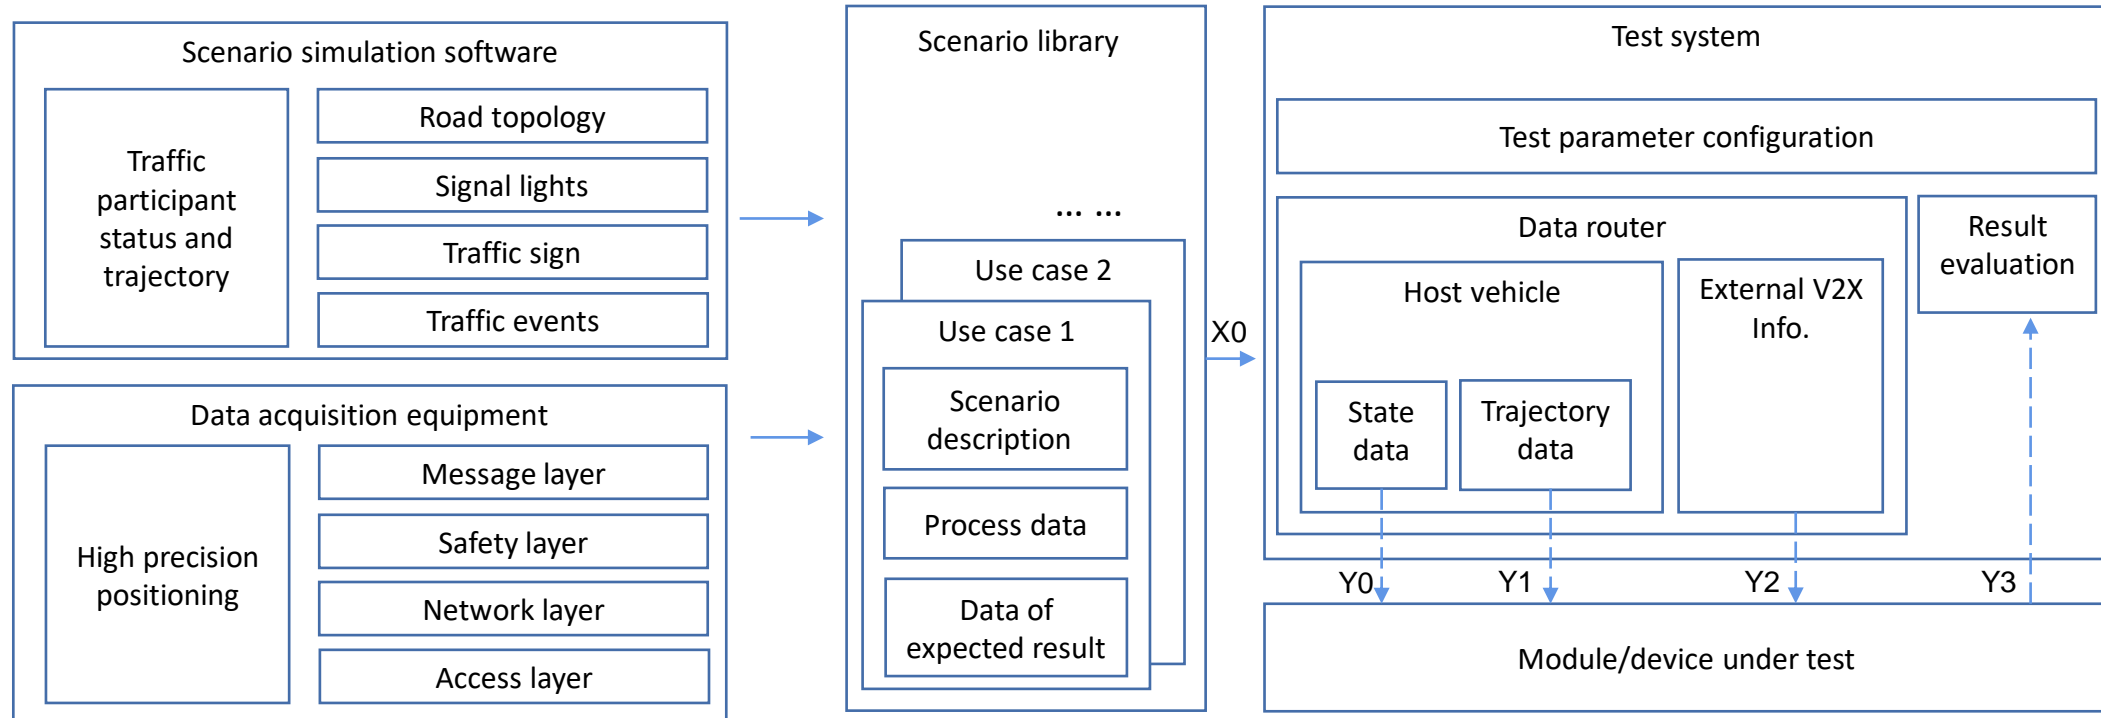 Scenario simulation software
Traffic
participant
status and
trajectory
Road topology
Signal lights
Traffic sign
Traffic events
Data acquisition equipment
High precision
positioning
Message layer
Safety layer
Network layer
Access layer
Scenario library
... ...
Use case 2
Use case 1
Scenario
description
Process data
Data of
expected result
X0
Test system
Test parameter configuration
Data router
Host vehicle
State
data
Trajectory
data
External V2X
Info.
Result
evaluation
Y0
Y1
Y2
Y3
Module/device under test